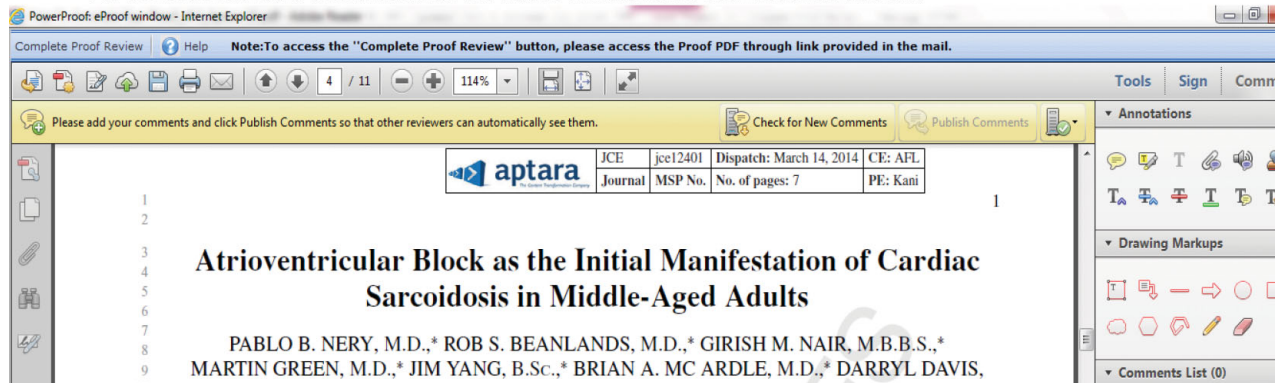 PowerProof: eProof window - Internet Explorer
Complete Proof Review Help Note:To access the "Complete Proof Review" button, please access the Proof PDF through link provided in the mail.
4 / 11 114% Tools Sign Comm
Please add your comments and click Publish Comments so that other reviewers can automatically see them. Check for New Comments Publish Comments
Annotations
aptara
The Content Transformation Company
JCE jce12401 Dispatch: March 14, 2014 CE: AFL
Journal MSP No. No. of pages: 7 PE: Kani
1 1
2
Drawing Markups
3 Atrioventricular Block as the Initial Manifestation of Cardiac
4
5 Sarcoidosis in Middle-Aged Adults
6
7
8 PABLO B. NERY, M.D.,* ROB S. BEANLANDS, M.D.,* GIRISH M. NAIR, M.B.B.S.,*
9 MARTIN GREEN, M.D.,* JIM YANG, B.Sc.,* BRIAN A. MC ARDLE, M.D.,* DARRYL DAVIS,
Comments List (0)